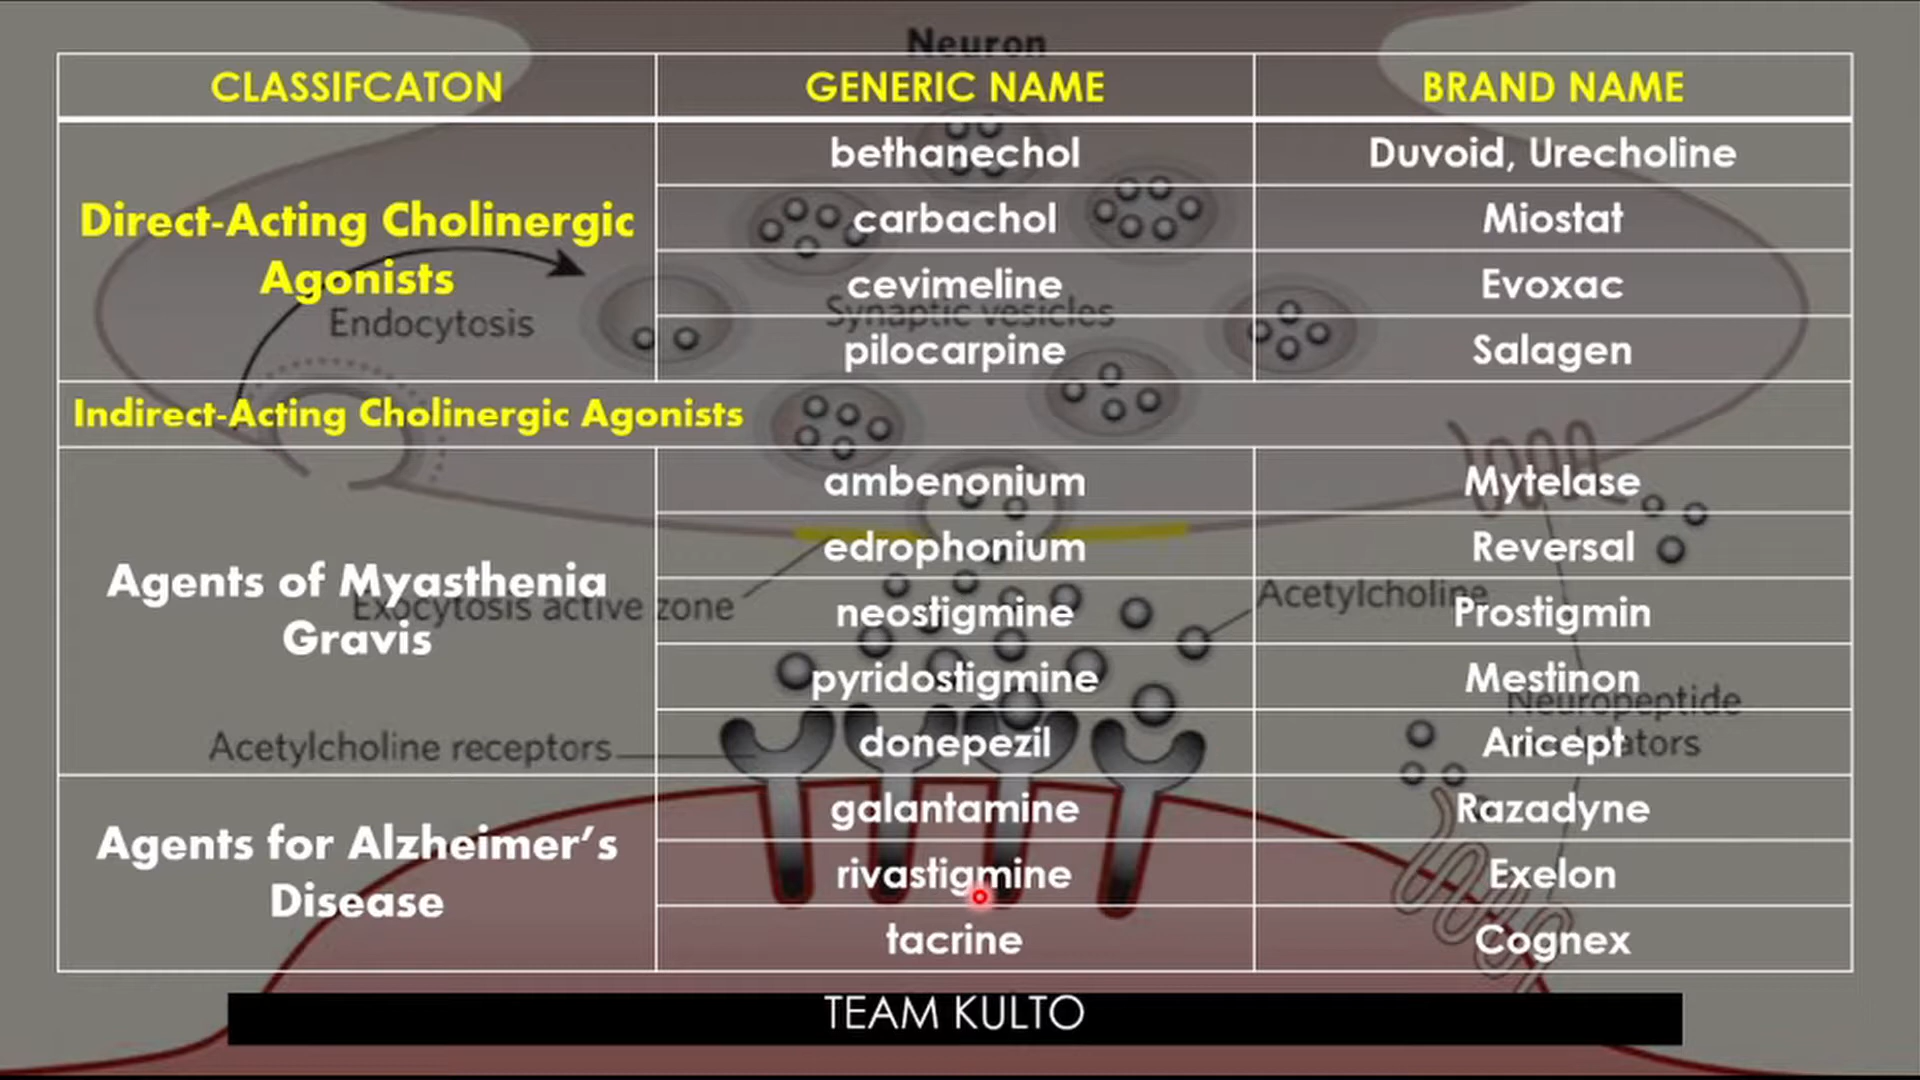 Neuron
CLASSIFCATON GENERIC NAME BRAND NAME
Direct-Acting Cholinergic
Agonists
bethanechol Duvoid, Urecholine
carbachol Miostat
cevimeline Evoxac
pilocarpine Salagen
Endocytosis
Synaptic vesicles
Indirect-Acting Cholinergic Agonists
Agents of Myasthenia
Gravis
ambenonium Mytelase
edrophonium Reversal
neostigmine Prostigmin
pyridostigmine Mestinon
donepezil Aricept
Exocytosis active zone
Acetylcholine
Neuropeptide
Acetylcholine receptors
Agents for Alzheimer's
Disease
galantamine Razadyne
rivastigmine Exelon
tacrine Cognex
TEAM KULTO